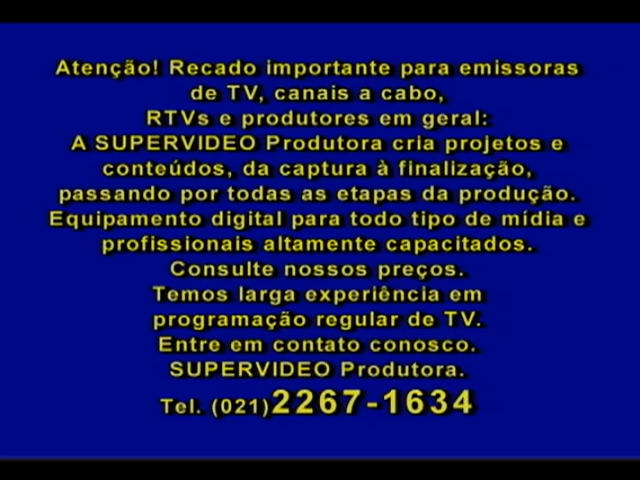 Atenção! Recado importante para emissoras
de TV, canais a cabo,
RTVs e produtores em geral:
A SUPERVIDEO Produtora cria projetos e
conteúdos, da captura à finalização,
passando por todas as etapas da produção.
Equipamento digital para todo tipo de mídia e
profissionais altamente capacitados.
Consulte nossos preços.
Temos larga experiência em
programação regular de TV.
Entre em contato conosco.
SUPERVIDEO Produtora.
Tel. (021)2267-1634